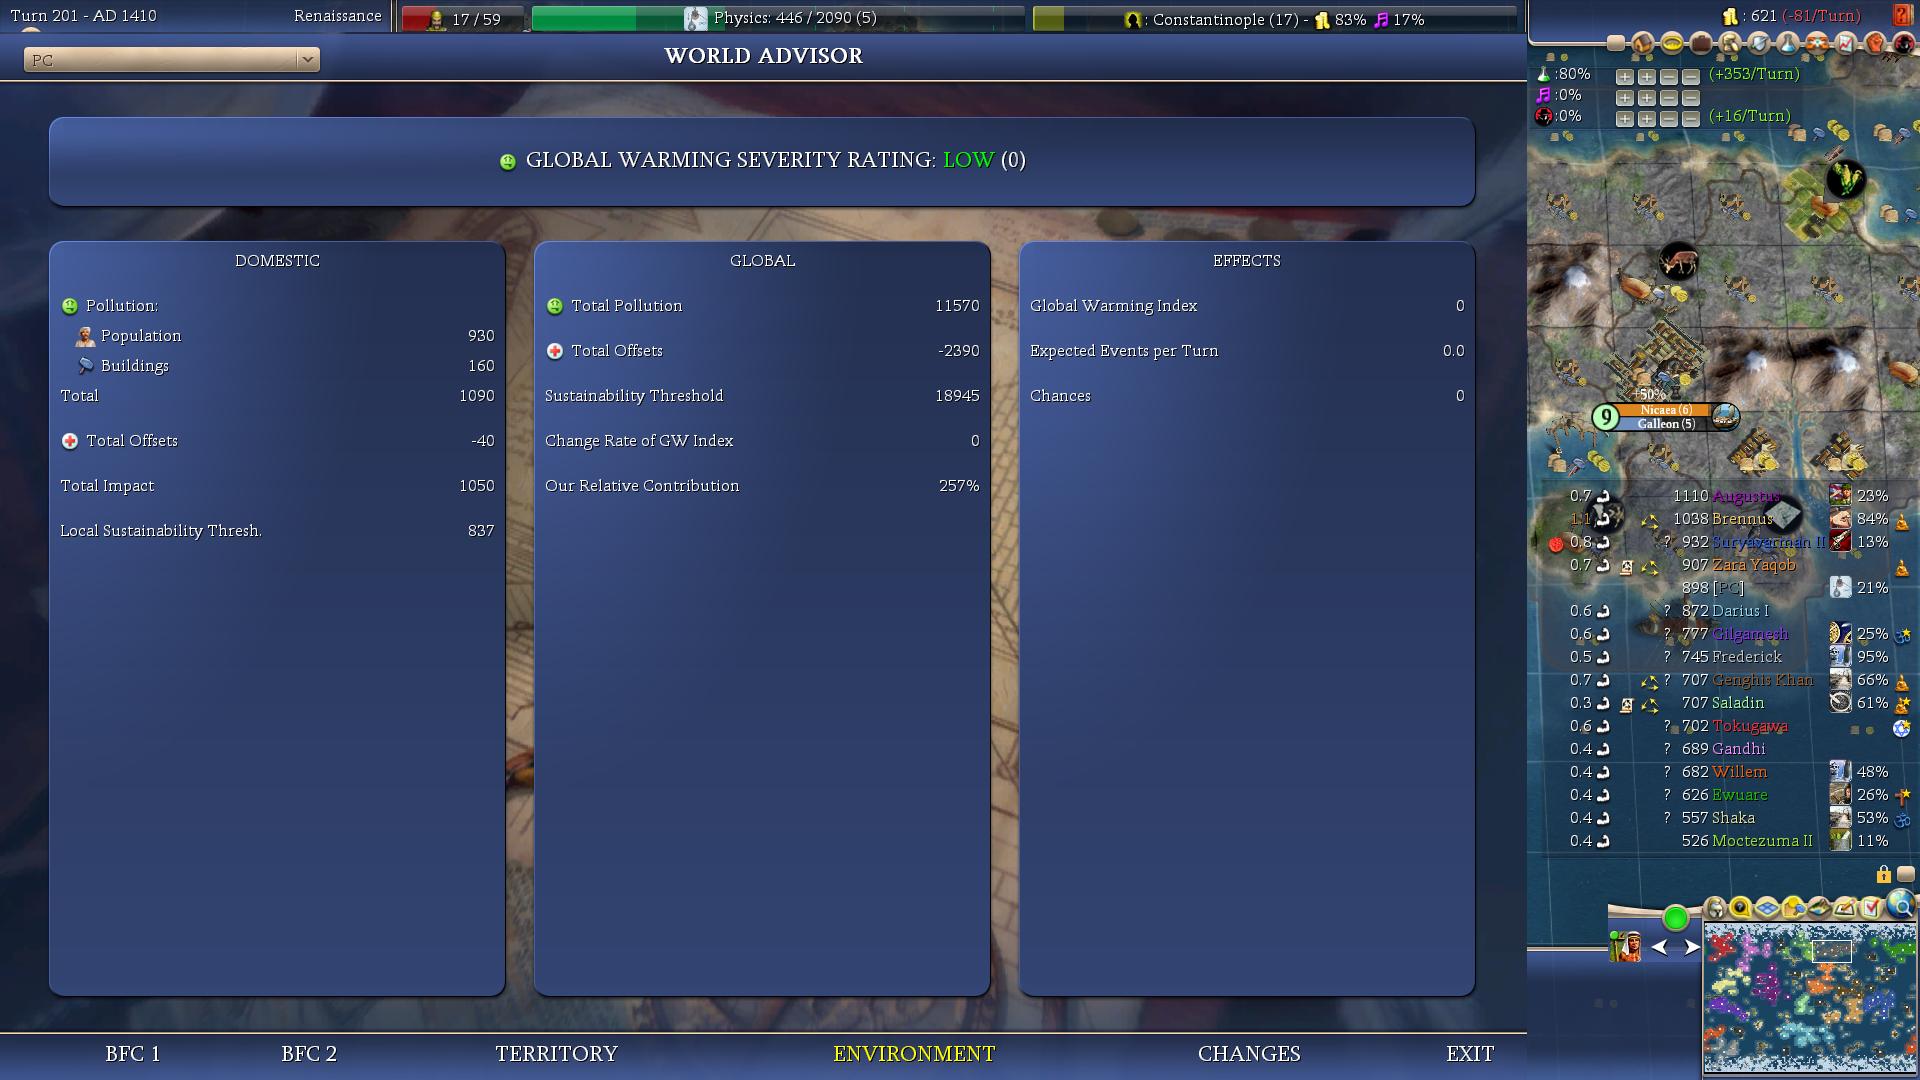 Turn 201 - AD 1410
Renaissance
17 / 59
Physics: 446 / 2090 (5)
: Constantinople (17) - 83% 17%
: 621 (-81/Turn)
PC
WORLD ADVISOR
:80% (+353/Turn)
:0%
:0% (+16/Turn)
GLOBAL WARMING SEVERITY RATING: LOW (0)
DOMESTIC
Pollution:
Population 930
Buildings 160
Total 1090
Total Offsets -40
Total Impact 1050
Local Sustainability Thresh. 837
GLOBAL
Total Pollution 11570
Total Offsets -2390
Sustainability Threshold 18945
Change Rate of GW Index 0
Our Relative Contribution 257%
EFFECTS
Global Warming Index 0
Expected Events per Turn 0.0
Chances 0
+50%
9 Nicaea (6)
Galleon (5)
0.7 1110 Augustus 23%
1.1 1038 Brennus 84%
0.8 ? 932 Suryavarman II 13%
0.7 907 Zara Yaqob
898 [PC] 21%
0.6 ? 872 Darius I
0.6 ? 777 Gilgamesh 25%
0.5 ? 745 Frederick 95%
0.7 ? 707 Genghis Khan 66%
0.3 707 Saladin 61%
0.6 ? 702 Tokugawa
0.4 ? 689 Gandhi
0.4 ? 682 Willem 48%
0.4 ? 626 Ewuare 26%
0.4 ? 557 Shaka 53%
0.4 526 Moctezuma II 11%
BFC 1
BFC 2
TERRITORY
ENVIRONMENT
CHANGES
EXIT